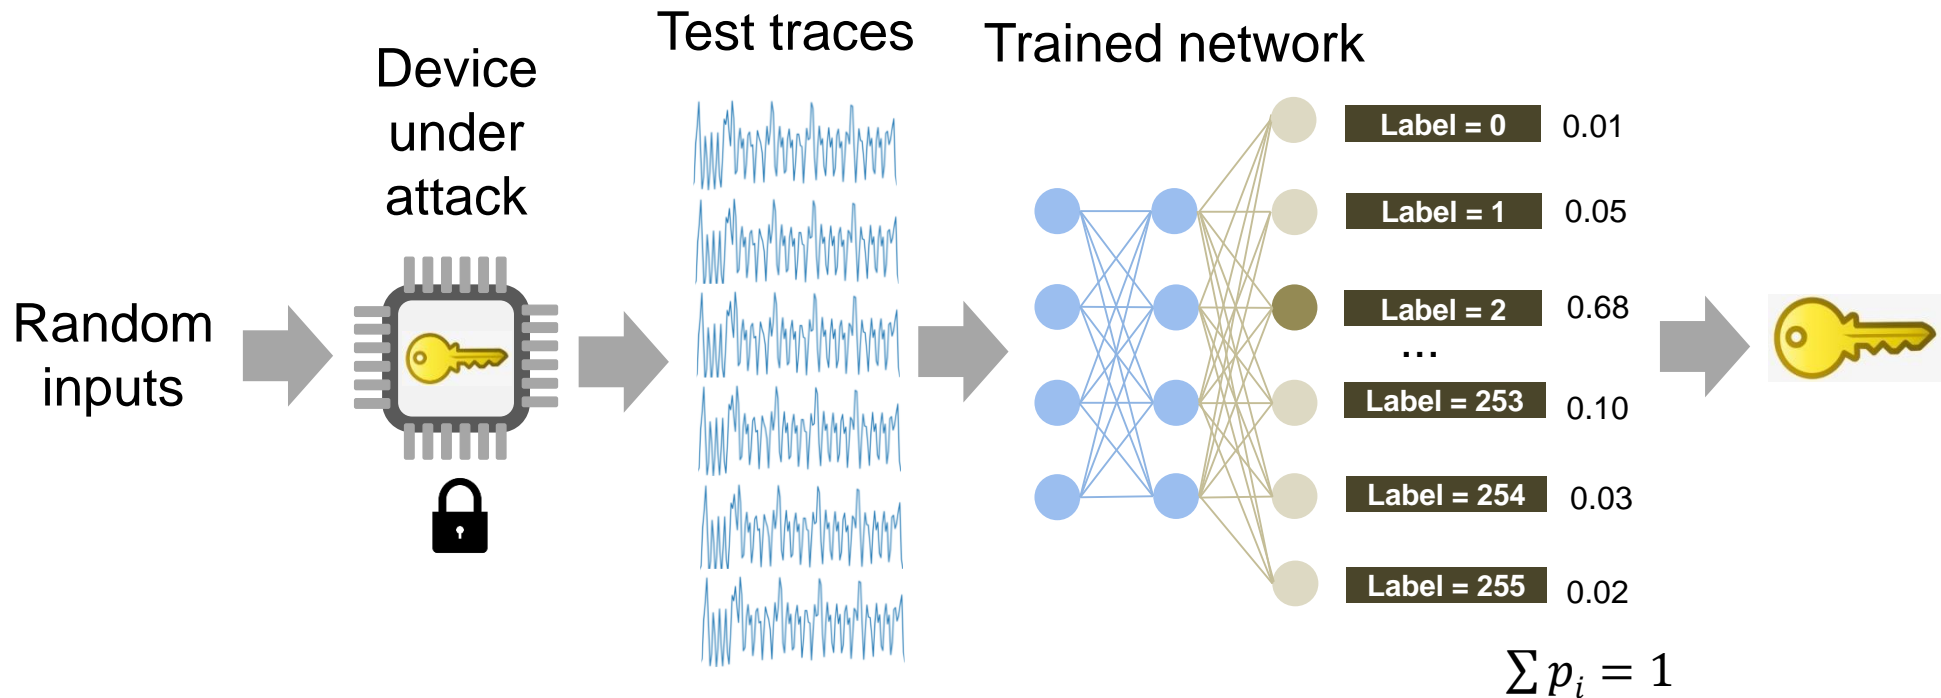 Random
inputs
Device
under
attack
Test traces
Trained network
Label = 0 0.01
Label = 1 0.05
Label = 2 0.68
...
Label = 253 0.10
Label = 254 0.03
Label = 255 0.02
∑ pᵢ = 1